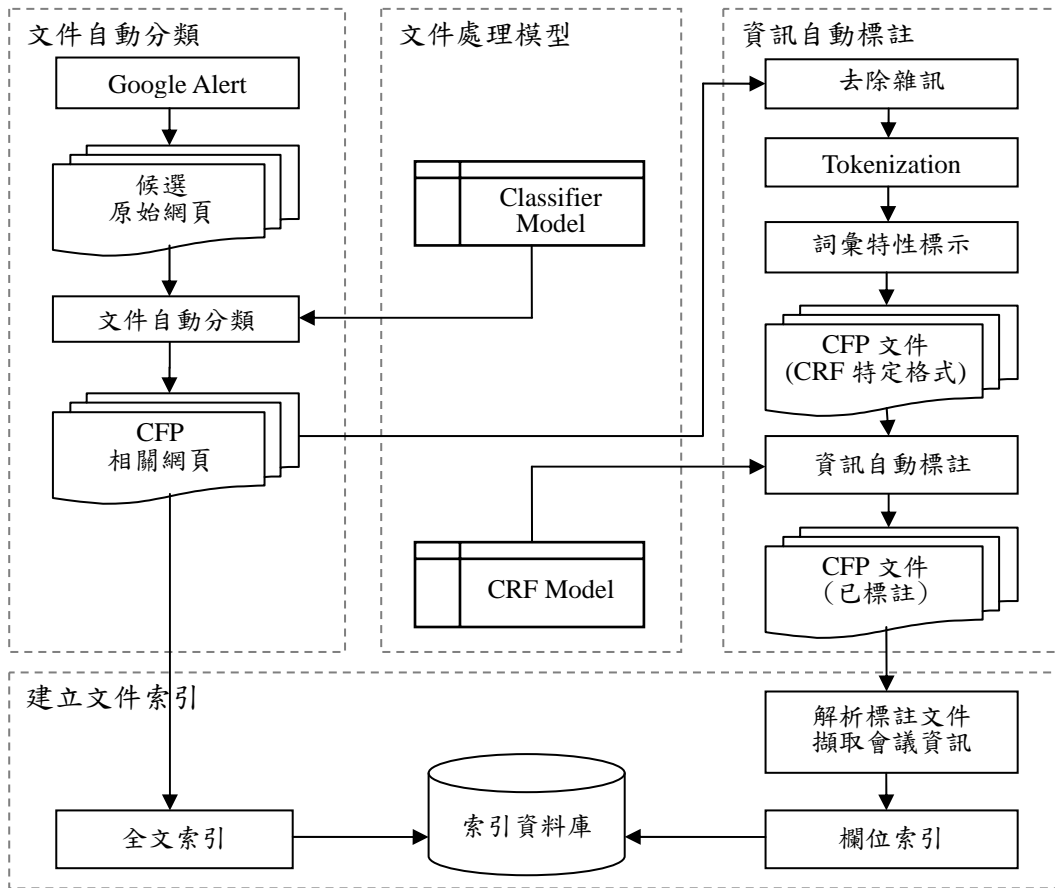 文件自動分類
Google Alert
候選
原始網頁
文件自動分類
CFP
相關網頁
文件處理模型
Classifier
Model
CRF Model
資訊自動標註
去除雜訊
Tokenization
詞彙特性標示
CFP 文件
(CRF 特定格式)
資訊自動標註
CFP 文件
（已標註）
建立文件索引
全文索引
索引資料庫
解析標註文件
擷取會議資訊
欄位索引